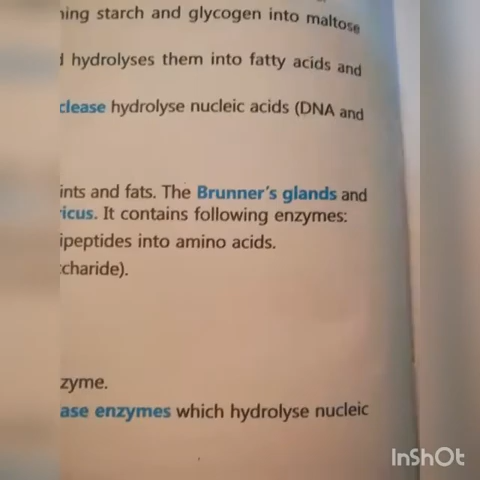 ning starch and glycogen into maltose
d hydrolyses them into fatty acids and
clease hydrolyse nucleic acids (DNA and
ints and fats. The Brunner's glands and
ricus. It contains following enzymes:
ipeptides into amino acids.
charide).
zyme.
ase enzymes which hydrolyse nucleic
InShOt